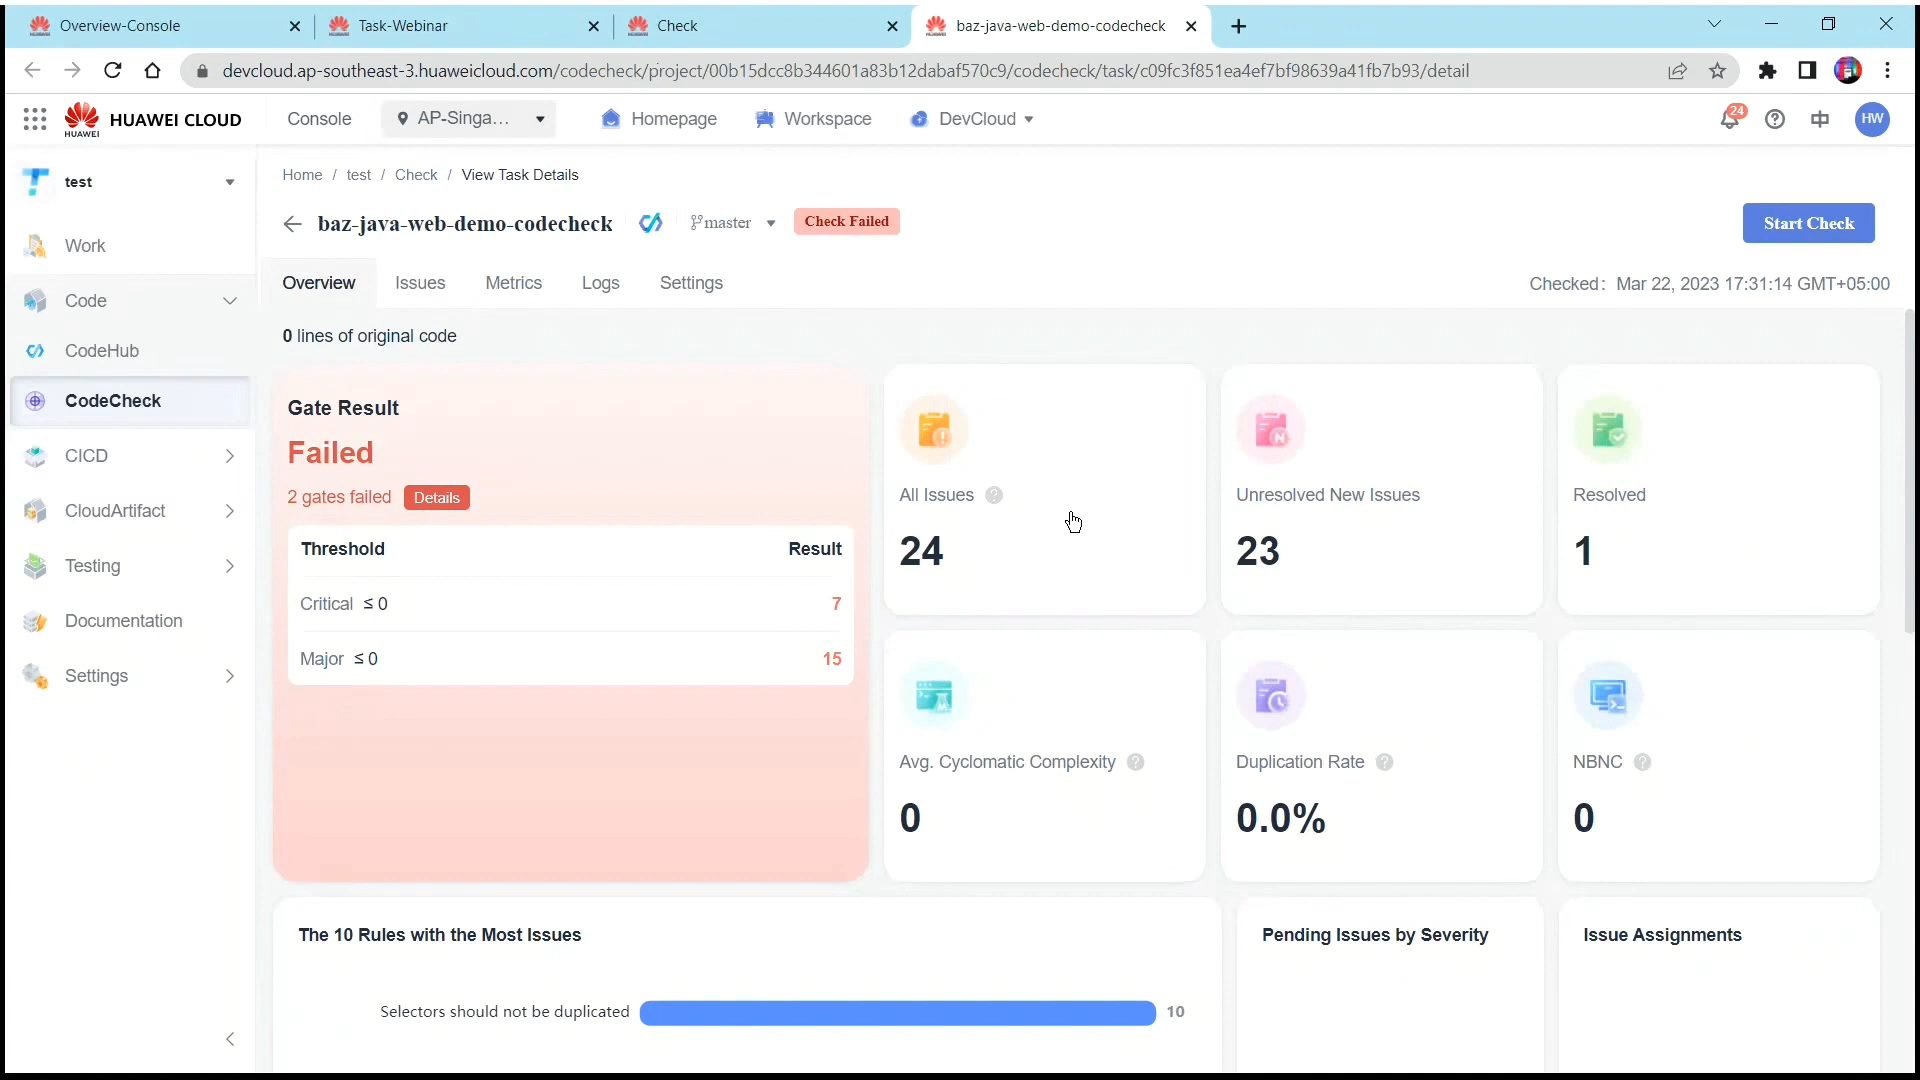 Overview-Console
Task-Webinar
Check
baz-java-web-demo-codecheck
devcloud.ap-southeast-3.huaweicloud.com/codecheck/project/00b15dcc8b344601a83b12dabaf570c9/codecheck/task/c09fc3f851ea4ef7bf98639a41fb7b93/detail
HUAWEI
HUAWEI CLOUD
Console
AP-Singa...
Homepage
Workspace
DevCloud
24
中
HW
test
Home / test / Check / View Task Details
baz-java-web-demo-codecheck
master
Check Failed
Start Check
Work
Code
CodeHub
CodeCheck
CICD
CloudArtifact
Testing
Documentation
Settings
Overview
Issues
Metrics
Logs
Settings
Checked: Mar 22, 2023 17:31:14 GMT+05:00
0 lines of original code
Gate Result
Failed
2 gates failed Details
Threshold Result
Critical ≤ 0 7
Major ≤ 0 15
All Issues
24
Unresolved New Issues
23
Resolved
1
Avg. Cyclomatic Complexity
0
Duplication Rate
0.0%
NBNC
0
The 10 Rules with the Most Issues
Selectors should not be duplicated 10
Pending Issues by Severity
Issue Assignments